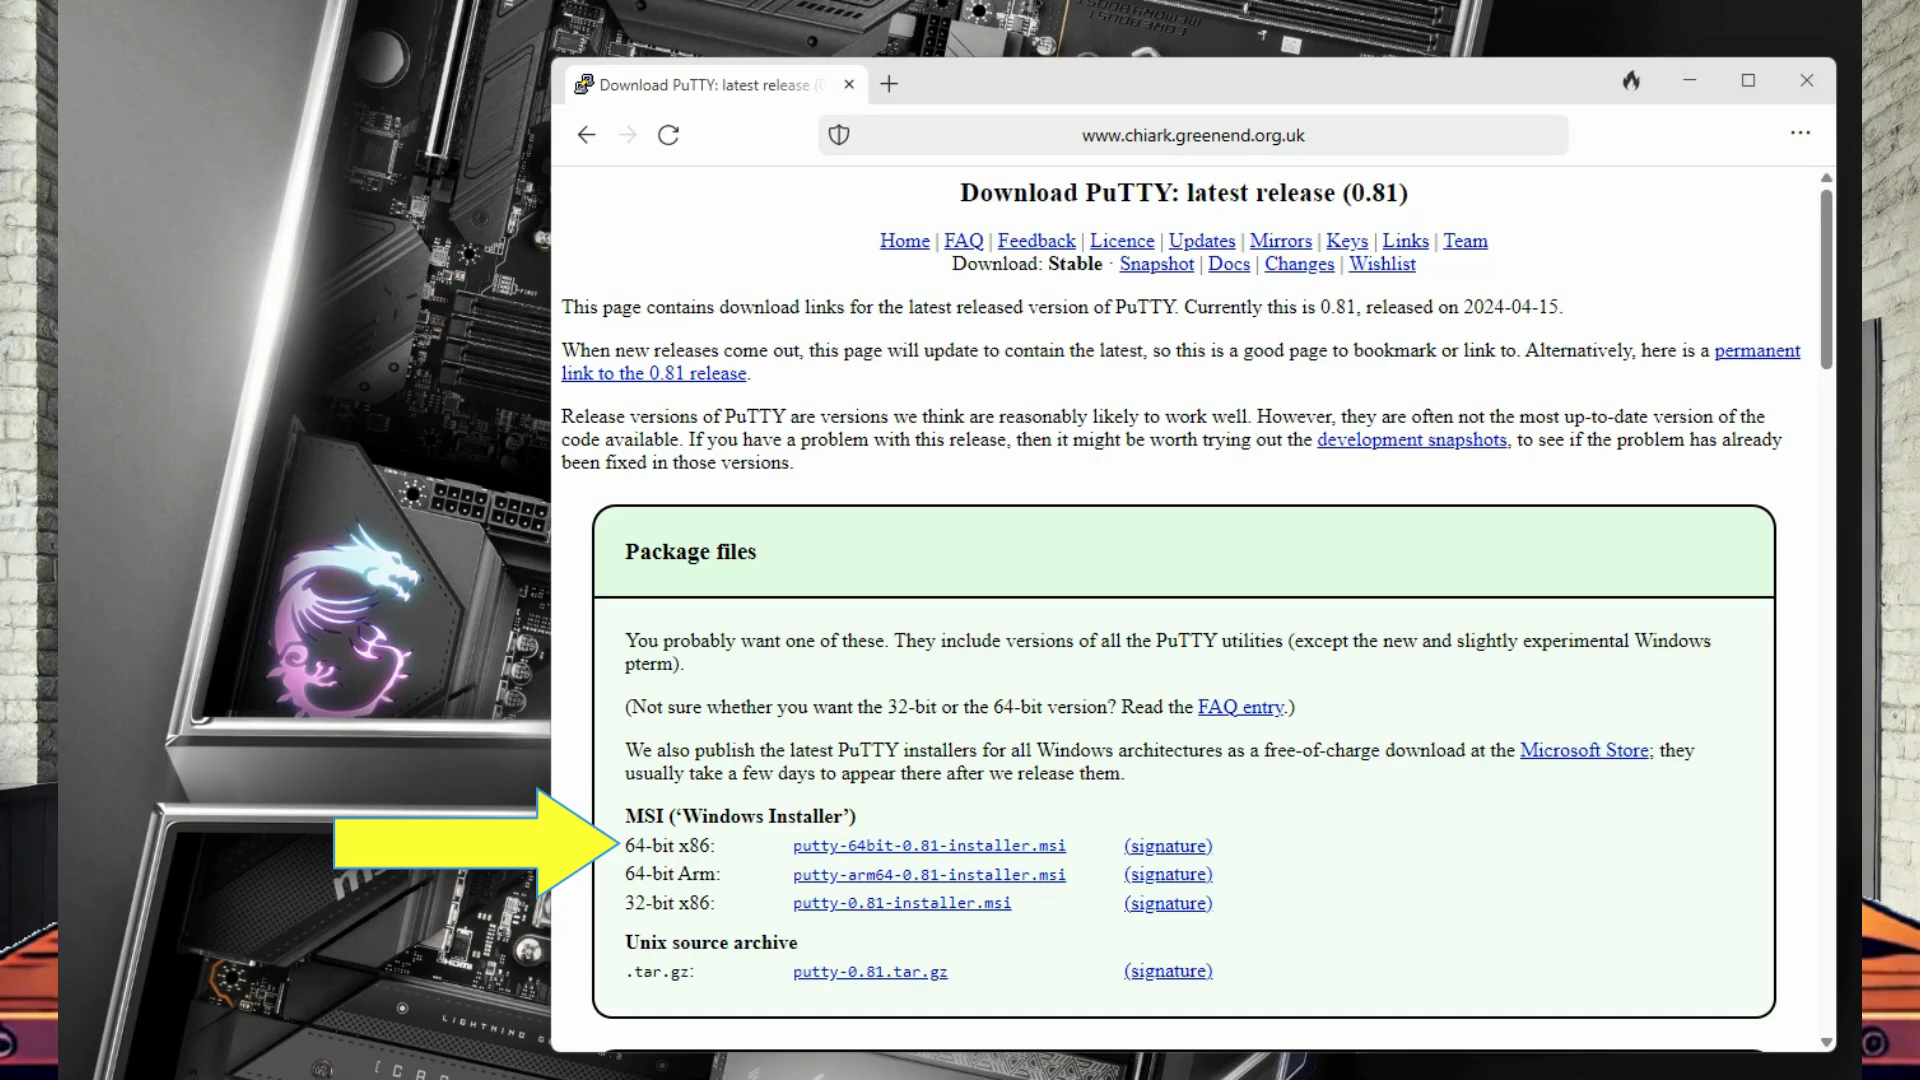 Download PuTTY: latest release (0
www.chiark.greenend.org.uk
Download PuTTY: latest release (0.81)
Home | FAQ | Feedback | Licence | Updates | Mirrors | Keys | Links | Team
Download: Stable · Snapshot | Docs | Changes | Wishlist
This page contains download links for the latest released version of PuTTY. Currently this is 0.81, released on 2024-04-15.
When new releases come out, this page will update to contain the latest, so this is a good page to bookmark or link to. Alternatively, here is a permanent
link to the 0.81 release.
Release versions of PuTTY are versions we think are reasonably likely to work well. However, they are often not the most up-to-date version of the
code available. If you have a problem with this release, then it might be worth trying out the development snapshots, to see if the problem has already
been fixed in those versions.
Package files
You probably want one of these. They include versions of all the PuTTY utilities (except the new and slightly experimental Windows
pterm).
(Not sure whether you want the 32-bit or the 64-bit version? Read the FAQ entry.)
We also publish the latest PuTTY installers for all Windows architectures as a free-of-charge download at the Microsoft Store; they
usually take a few days to appear there after we release them.
MSI (‘Windows Installer’)
64-bit x86: putty-64bit-0.81-installer.msi (signature)
64-bit Arm: putty-arm64-0.81-installer.msi (signature)
32-bit x86: putty-0.81-installer.msi (signature)
Unix source archive
.tar.gz: putty-0.81.tar.gz (signature)
LIGHTNING G